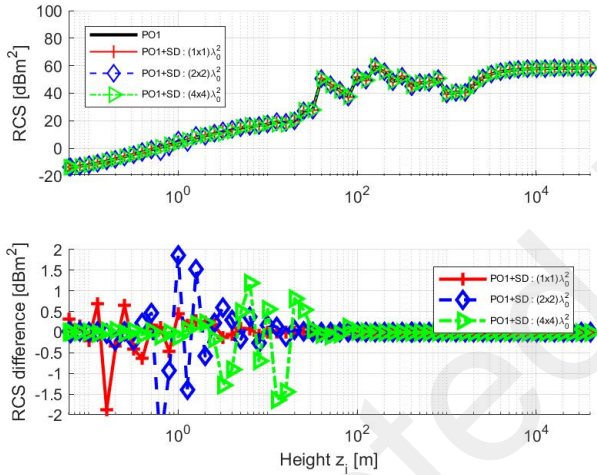 100
80
60
40
20
0
-20
RCS [dBm²]
PO1
PO1+SD: (1x1)λ₀²
PO1+SD: (2x2)λ₀²
PO1+SD: (4x4)λ₀²
10⁰
10²
10⁴
2
1.5
1
0.5
0
-0.5
-1
-1.5
-2
RCS difference [dBm²]
PO1+SD: (1x1)λ₀²
PO1+SD: (2x2)λ₀²
PO1+SD: (4x4)λ₀²
10⁰
10²
10⁴
Height zᵢ [m]